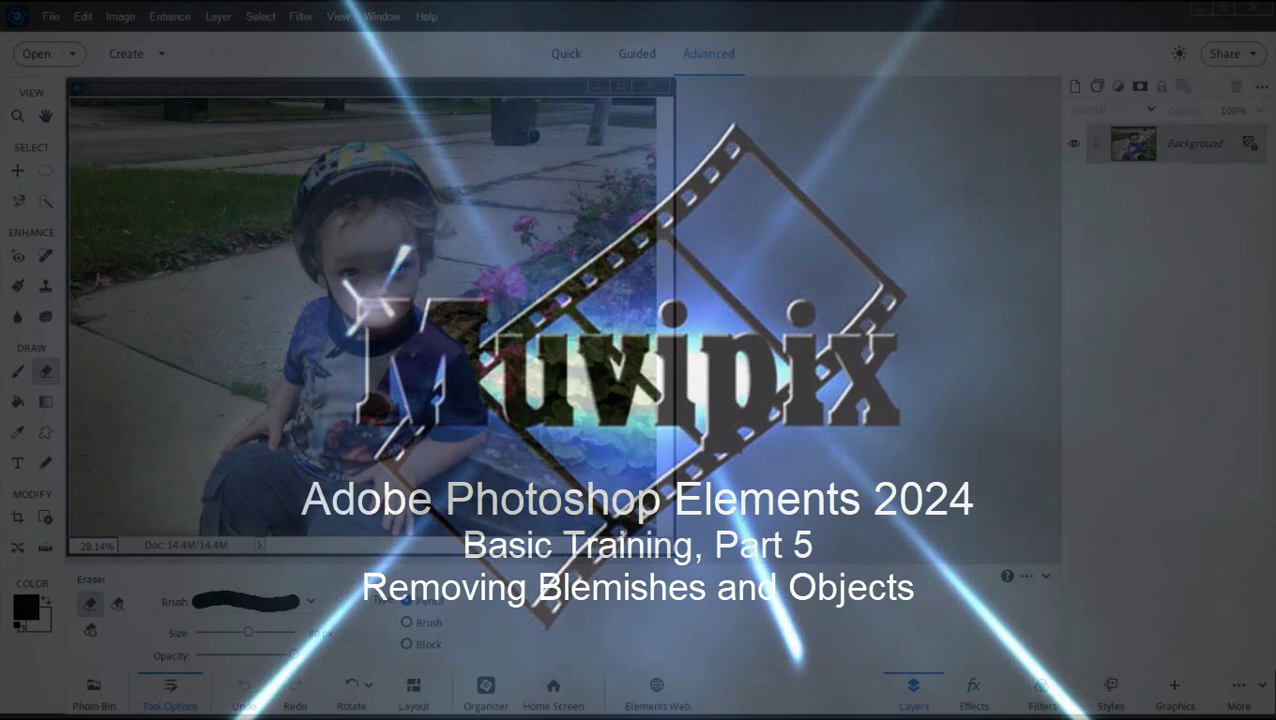 File Edit Image Enhance Layer Select Filter View Window Help
Open Create Quick Guided Advanced Share
VIEW
SELECT
ENHANCE
DRAW
MODIFY
COLOR
Normal Opacity: 100%
Background
Muvipix
Adobe Photoshop Elements 2024
Basic Training, Part 5
Removing Blemishes and Objects
28.14% Doc: 14.4M/14.4M
Eraser
Brush: Pencil
Brush
Size:
Block
Opacity:
Photo Bin Tool Options Undo Redo Rotate Layout Organizer Home Screen Elements Web Layers Effects Filters Styles Graphics More